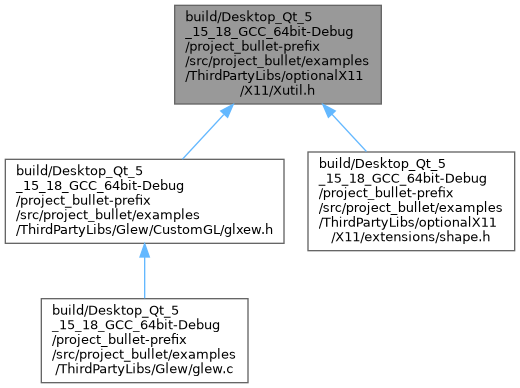 build/Desktop_Qt_5
_15_18_GCC_64bit-Debug
/project_bullet-prefix
/src/project_bullet/examples
/ThirdPartyLibs/optionalX11
/X11/Xutil.h
build/Desktop_Qt_5
_15_18_GCC_64bit-Debug
/project_bullet-prefix
/src/project_bullet/examples
/ThirdPartyLibs/Glew/CustomGL/glxew.h
build/Desktop_Qt_5
_15_18_GCC_64bit-Debug
/project_bullet-prefix
/src/project_bullet/examples
/ThirdPartyLibs/optionalX11
/X11/extensions/shape.h
build/Desktop_Qt_5
_15_18_GCC_64bit-Debug
/project_bullet-prefix
/src/project_bullet/examples
/ThirdPartyLibs/Glew/glew.c